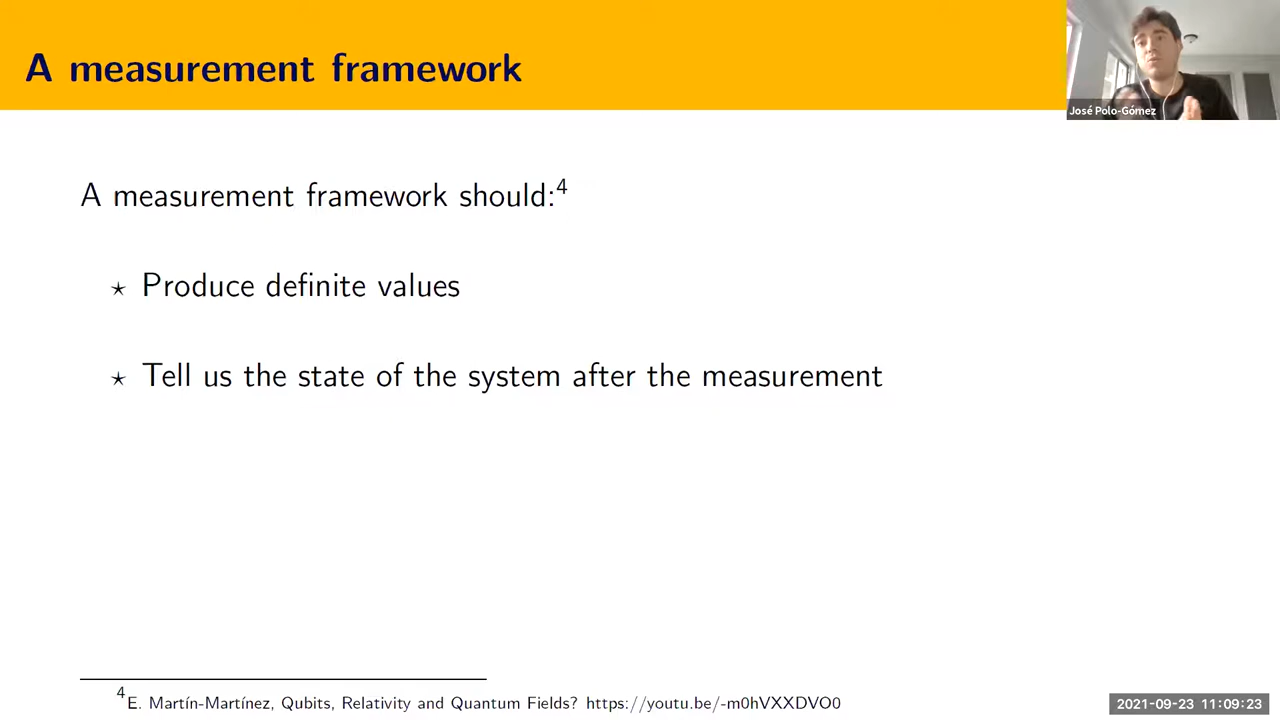 A measurement framework
José Polo-Gómez
A measurement framework should:⁴
⋆ Produce definite values
⋆ Tell us the state of the system after the measurement
⁴E. Martín-Martínez, Qubits, Relativity and Quantum Fields? https://youtu.be/-m0hVXXDVO0
2021-09-23 11:09:23